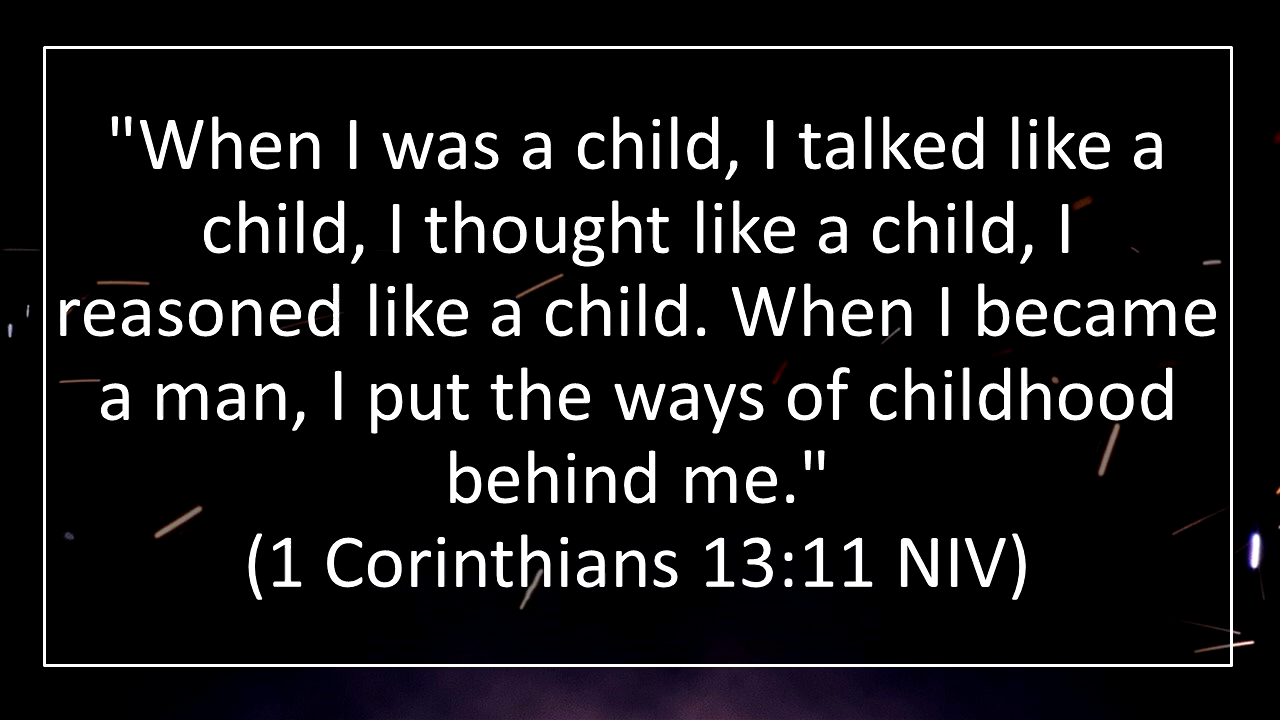 "When I was a child, I talked like a
child, I thought like a child, I
reasoned like a child. When I became
a man, I put the ways of childhood
behind me."
(1 Corinthians 13:11 NIV)